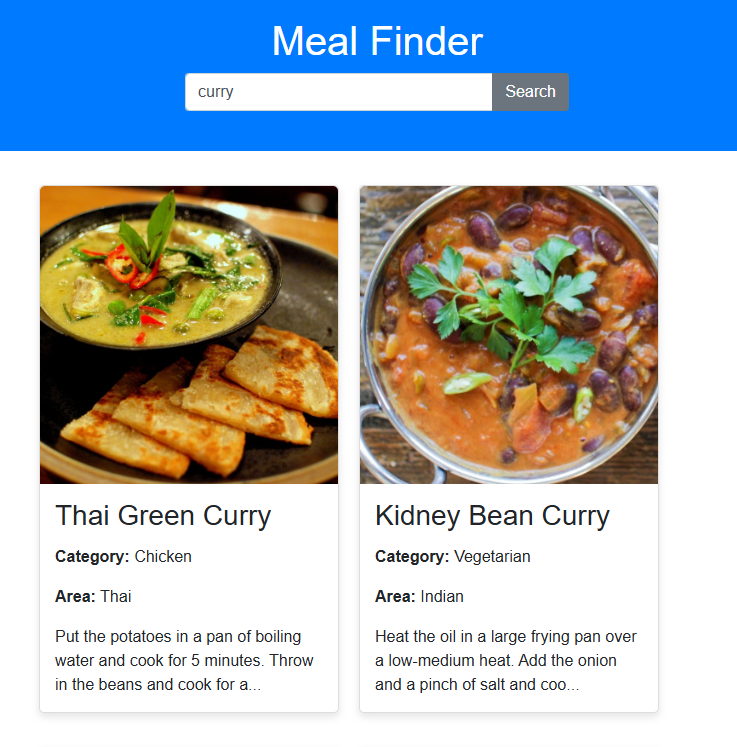 Meal Finder
curry
Search
Thai Green Curry
Category: Chicken
Area: Thai
Put the potatoes in a pan of boiling
water and cook for 5 minutes. Throw
in the beans and cook for a...
Kidney Bean Curry
Category: Vegetarian
Area: Indian
Heat the oil in a large frying pan over
a low-medium heat. Add the onion
and a pinch of salt and coo...